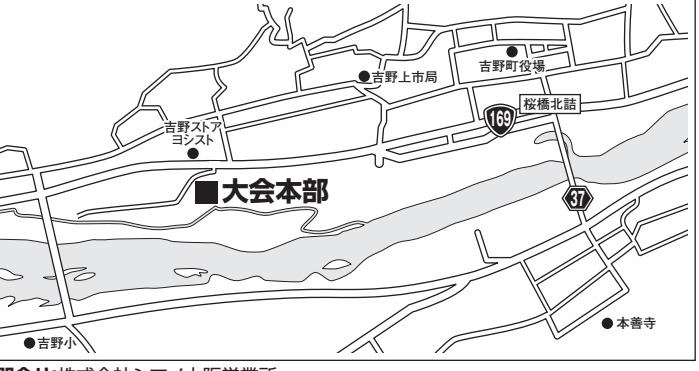 吉野町役場
吉野上市局
桜橋北詰
169
吉野ストア
ヨシスト
大会本部
37
本善寺
吉野小